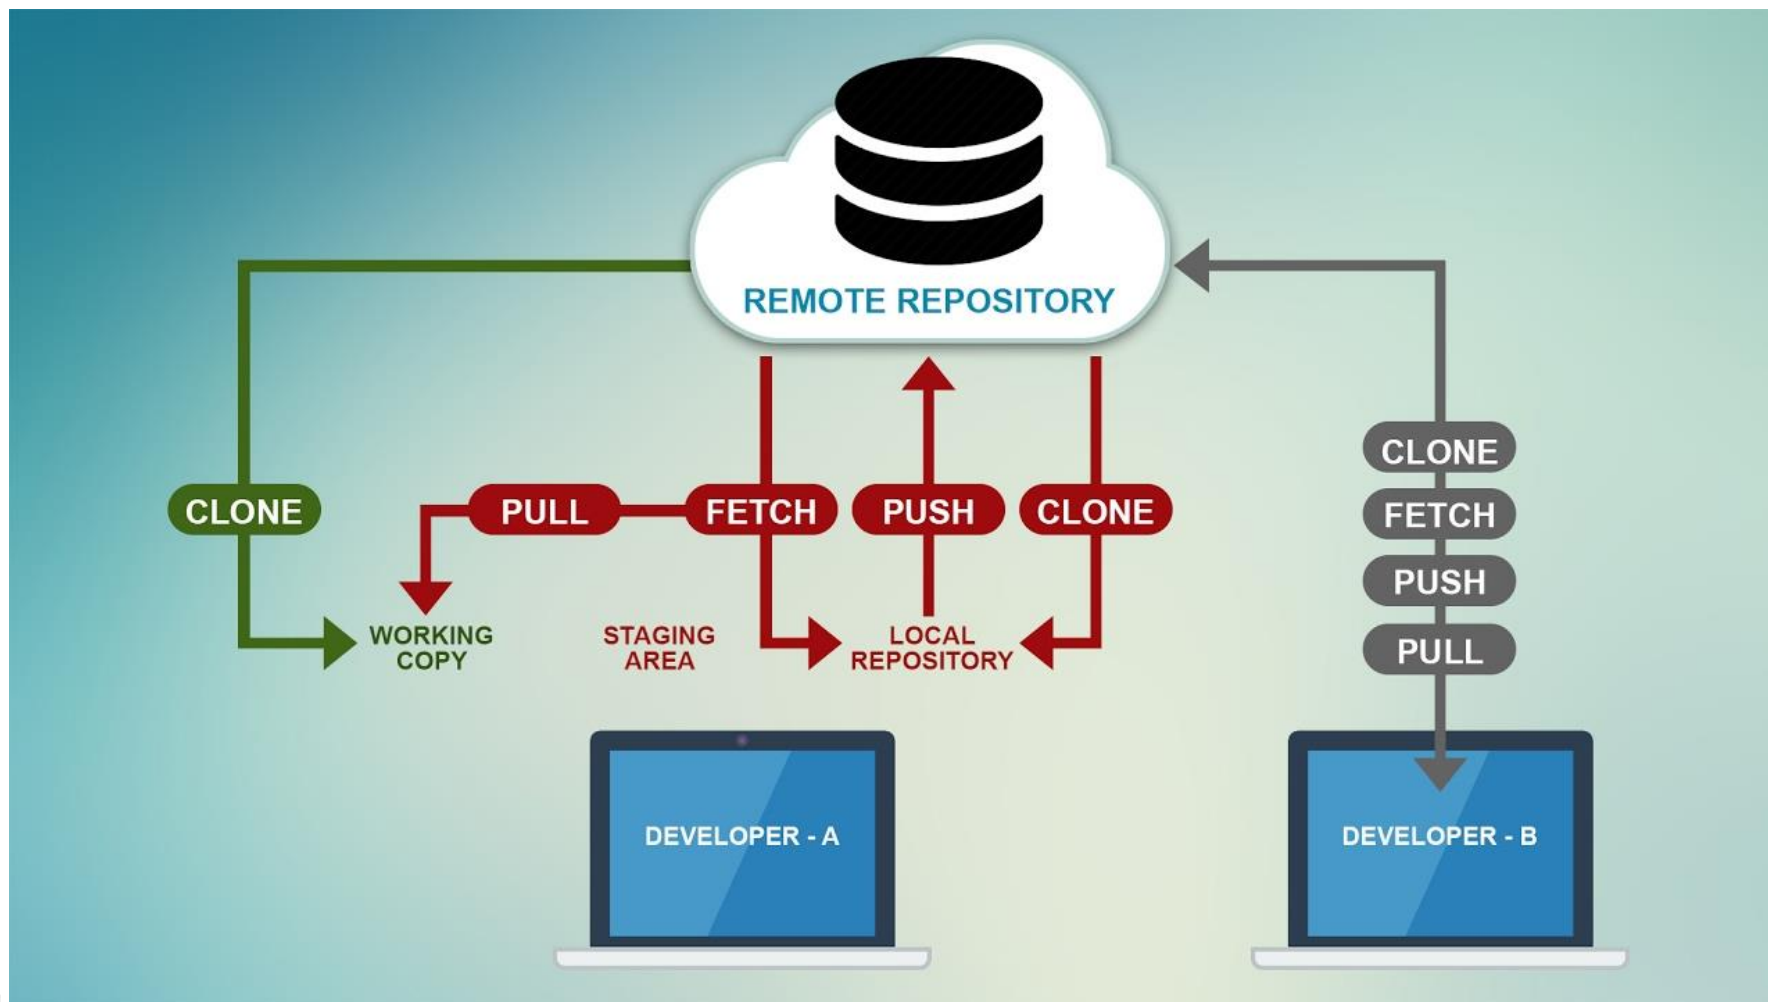 REMOTE REPOSITORY
CLONE
PULL
FETCH
PUSH
CLONE
WORKING
COPY
STAGING
AREA
LOCAL
REPOSITORY
CLONE
FETCH
PUSH
PULL
DEVELOPER - A
DEVELOPER - B